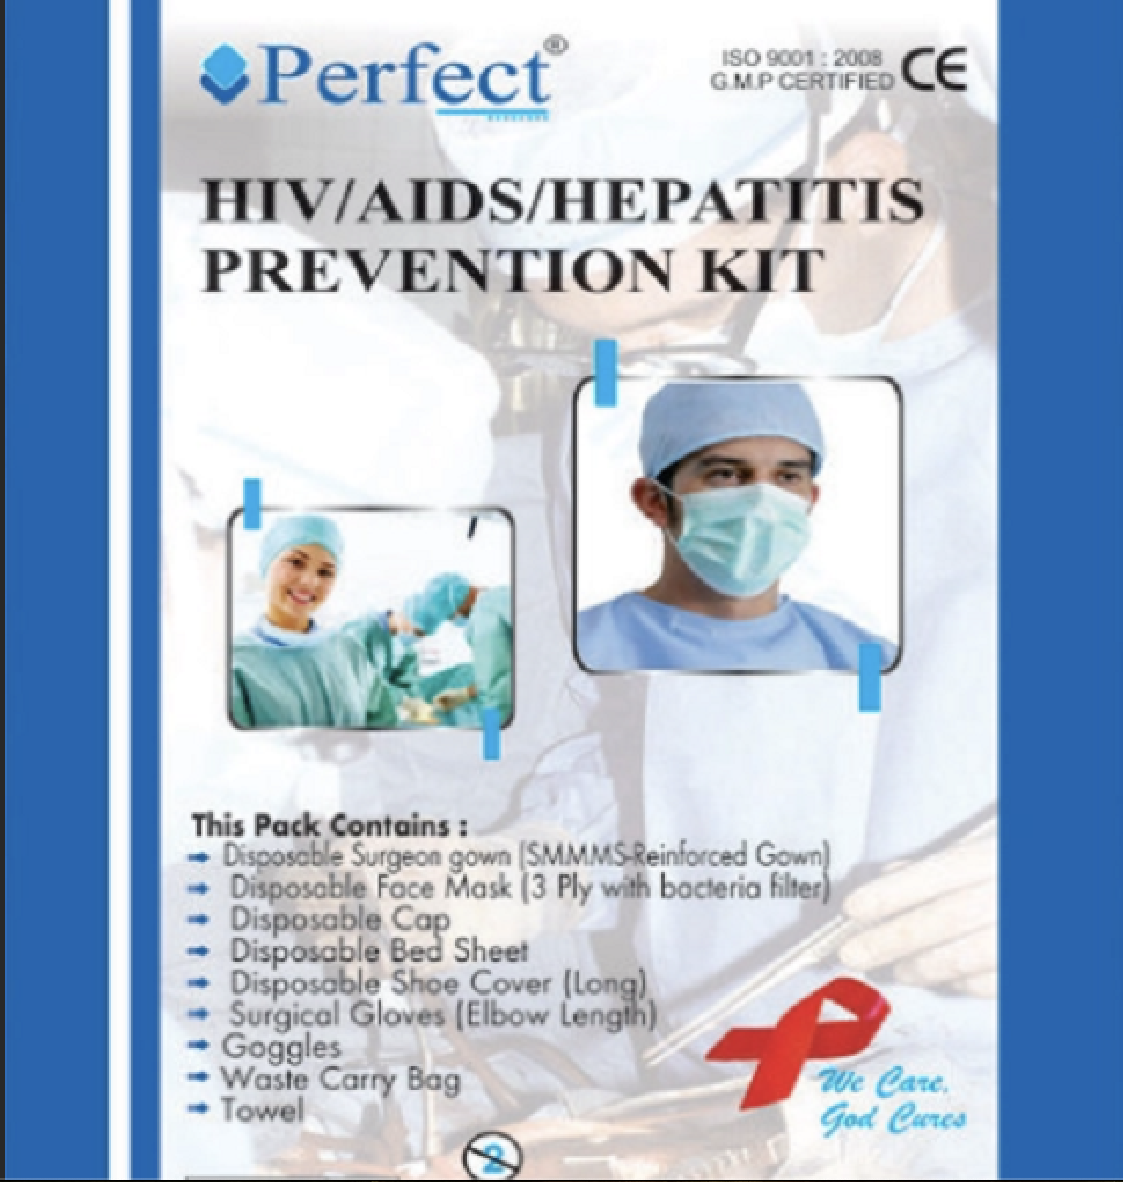 Perfect®
ISO 9001 : 2008
G.M.P CERTIFIED CE
HIV/AIDS/HEPATITIS
PREVENTION KIT
This Pack Contains :
Disposable Surgeon gown (SMMMS-Reinforced Gown)
Disposable Face Mask (3 Ply with bacteria filter)
Disposable Cap
Disposable Bed Sheet
Disposable Shoe Cover (Long)
Surgical Gloves (Elbow Length)
Goggles
Waste Carry Bag
Towel
We Care.
God Cures
2